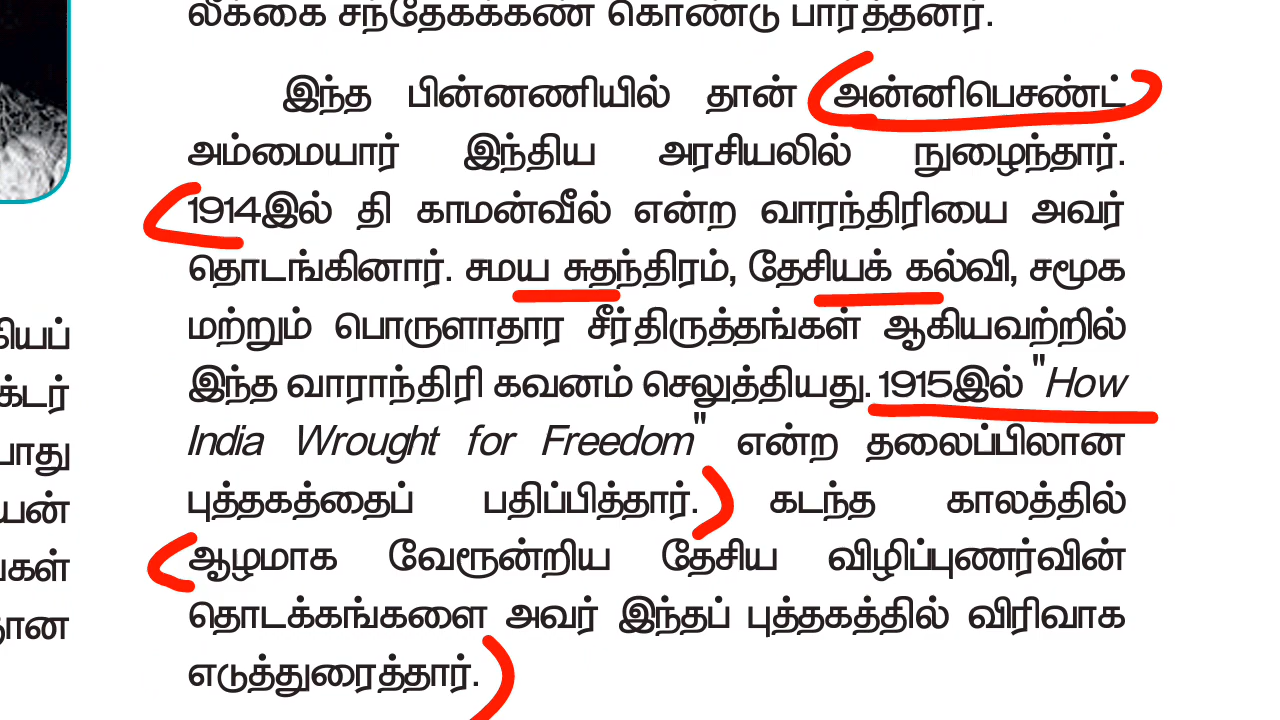 லீக்கை சந்தேகக்கண் கொண்டு பார்த்தனர்.
இந்த பின்னணியில் தான் அன்னிபெசண்ட்
அம்மையார் இந்திய அரசியலில் நுழைந்தார்.
1914இல் தி காமன்வீல் என்ற வாரந்திரியை அவர்
தொடங்கினார். சமய சுதந்திரம், தேசியக் கல்வி, சமூக
மற்றும் பொருளாதார சீர்திருத்தங்கள் ஆகியவற்றில்
இந்த வாராந்திரி கவனம் செலுத்தியது. 1915இல் "How
India Wrought for Freedom" என்ற தலைப்பிலான
புத்தகத்தைப் பதிப்பித்தார். கடந்த காலத்தில்
ஆழமாக வேரூன்றிய தேசிய விழிப்புணர்வின்
தொடக்கங்களை அவர் இந்தப் புத்தகத்தில் விரிவாக
எடுத்துரைத்தார்.